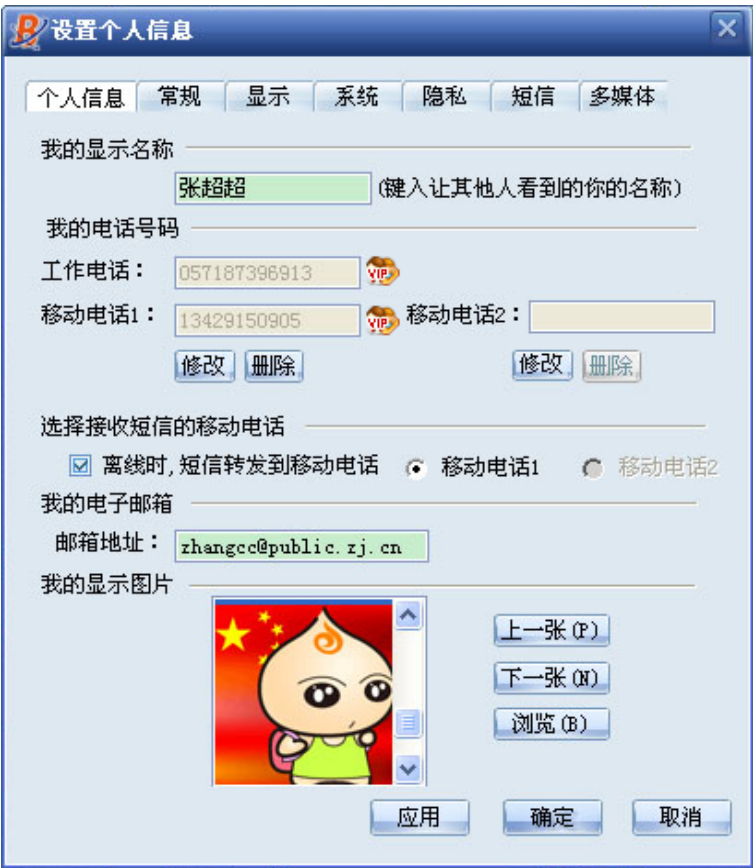 设置个人信息
个人信息 常规 显示 系统 隐私 短信 多媒体
我的显示名称
张超超 (键入让其他人看到的你的名称)
我的电话号码
工作电话： 057187396913 VIP
移动电话1： 13429150905 VIP 移动电话2：
修改 删除 修改 删除
选择接收短信的移动电话
离线时,短信转发到移动电话 移动电话1 移动电话2
我的电子邮箱
邮箱地址： zhangcc@public.zj.cn
我的显示图片
上一张(P)
下一张(N)
浏览(B)
应用 确定 取消